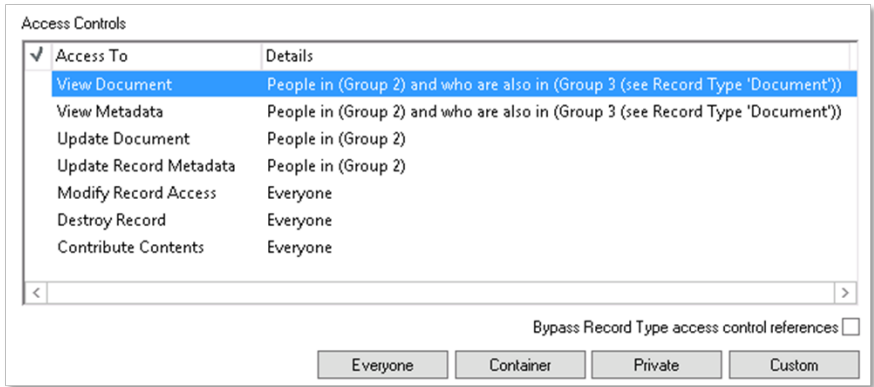 Access Controls
Access To Details
View Document People in (Group 2) and who are also in (Group 3 (see Record Type 'Document'))
View Metadata People in (Group 2) and who are also in (Group 3 (see Record Type 'Document'))
Update Document People in (Group 2)
Update Record Metadata People in (Group 2)
Modify Record Access Everyone
Destroy Record Everyone
Contribute Contents Everyone
Bypass Record Type access control references
Everyone Container Private Custom